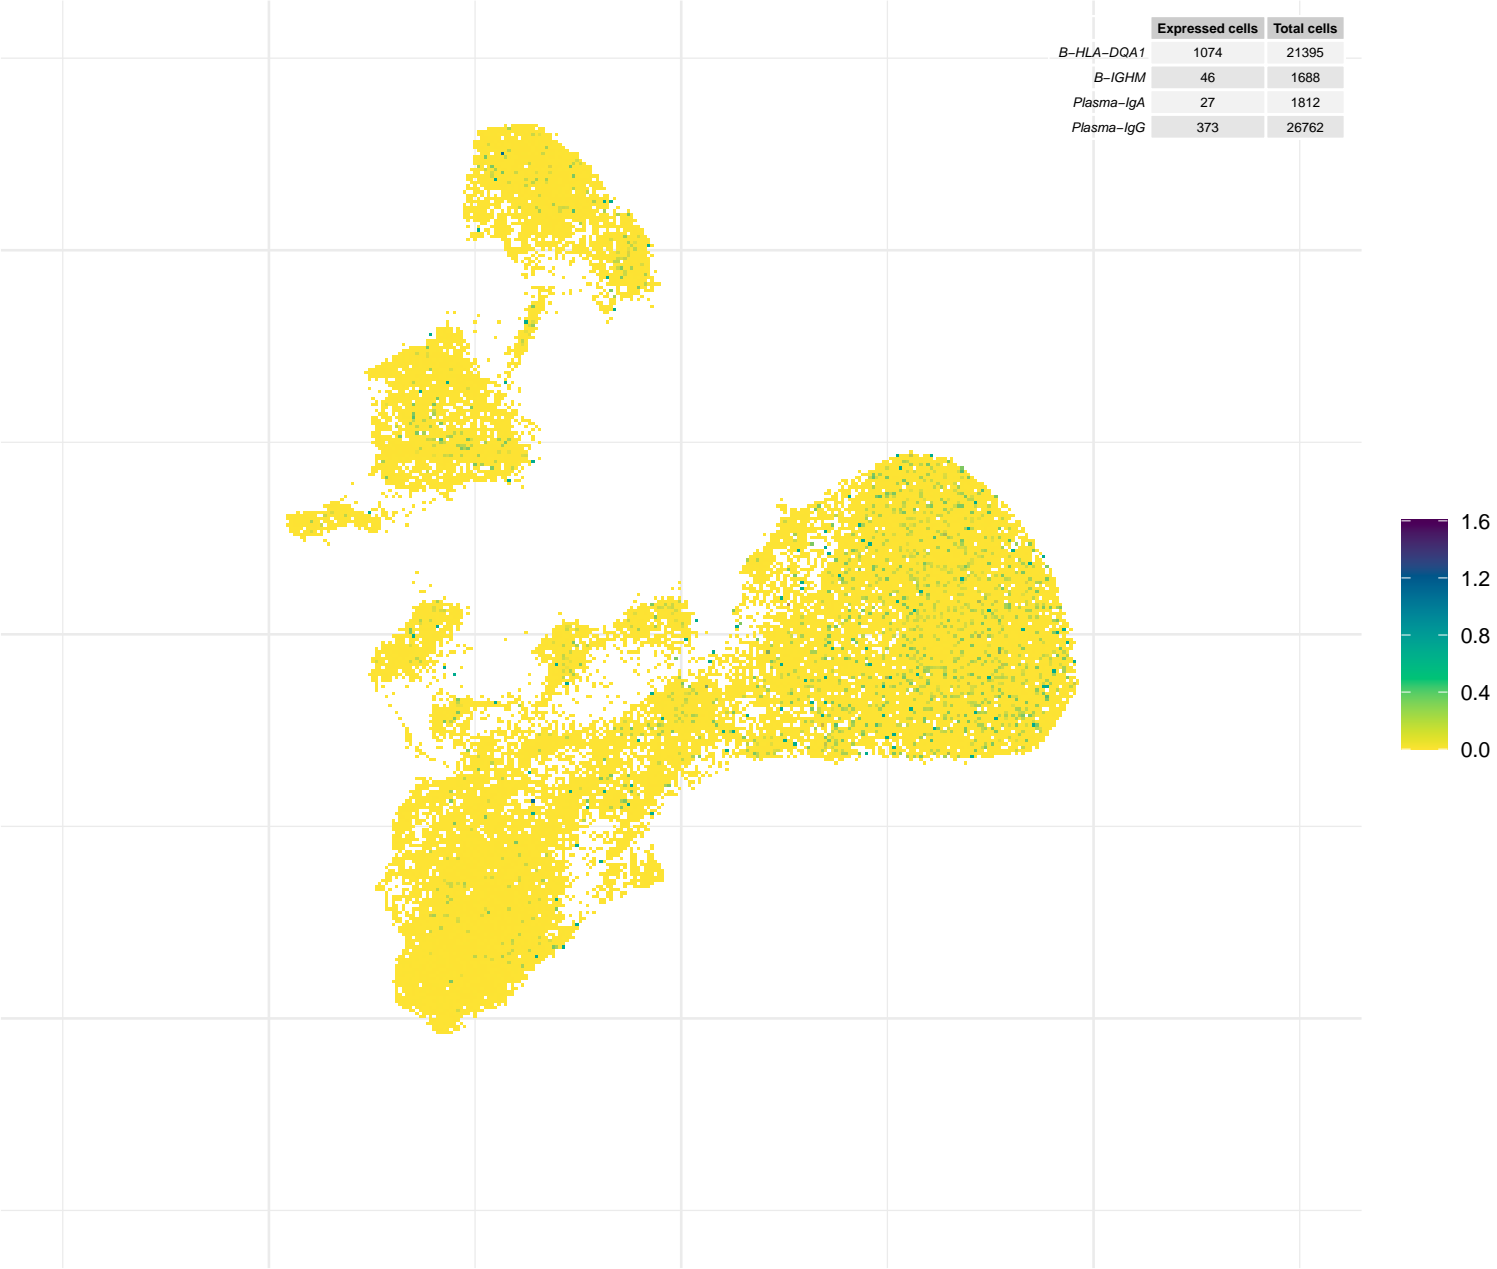 Expressed cells Total cells
B−HLA−DQA1 1074 21395
B−IGHM 46 1688
Plasma−IgA 27 1812
Plasma−IgG 373 26762
1.6
1.2
0.8
0.4
0.0